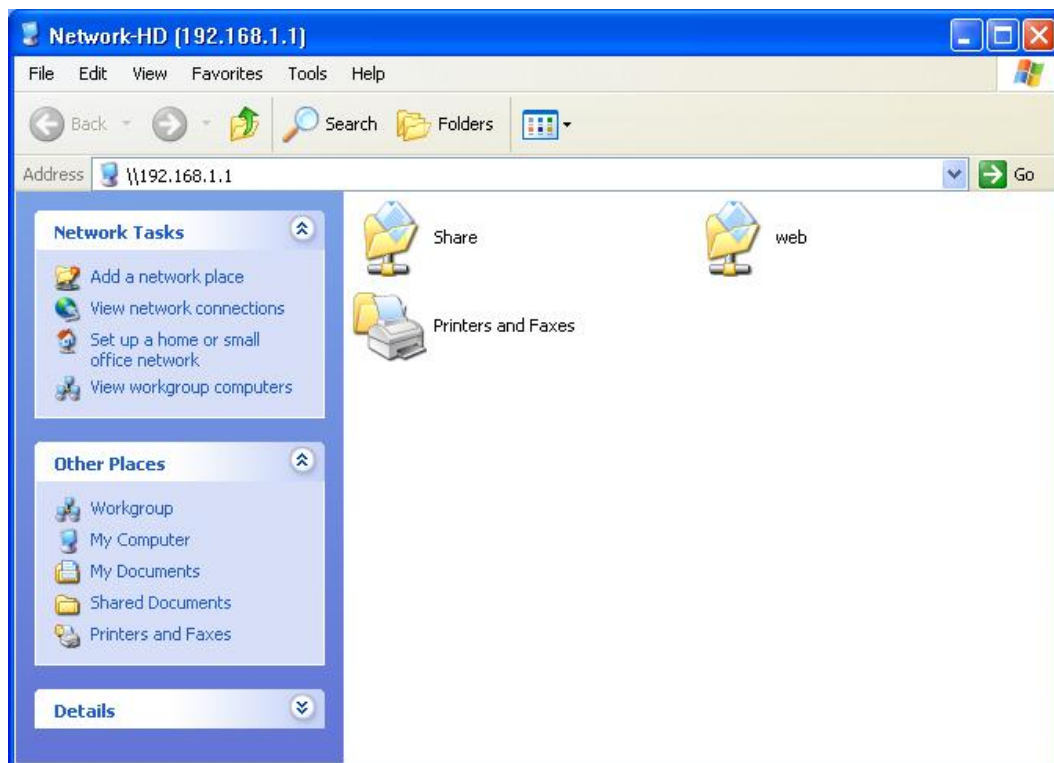 Network-HD (192.168.1.1)
File Edit View Favorites Tools Help
Back Search Folders
Address \\192.168.1.1 Go
Network Tasks
Add a network place
View network connections
Set up a home or small
office network
View workgroup computers
Other Places
Workgroup
My Computer
My Documents
Shared Documents
Printers and Faxes
Details
Share
web
Printers and Faxes